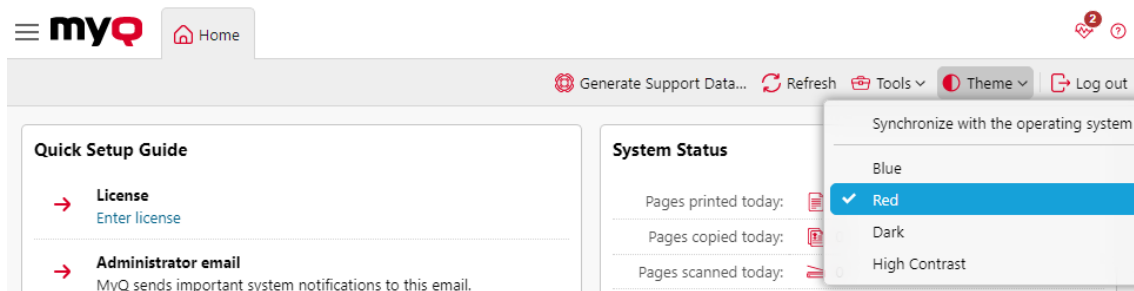 myQ
Home
2
Generate Support Data... Refresh Tools Theme Log out
Quick Setup Guide
License
Enter license
Administrator email
MyQ sends important system notifications to this email.
System Status
Pages printed today:
Pages copied today:
Pages scanned today:
Synchronize with the operating system
Blue
Red
Dark
High Contrast